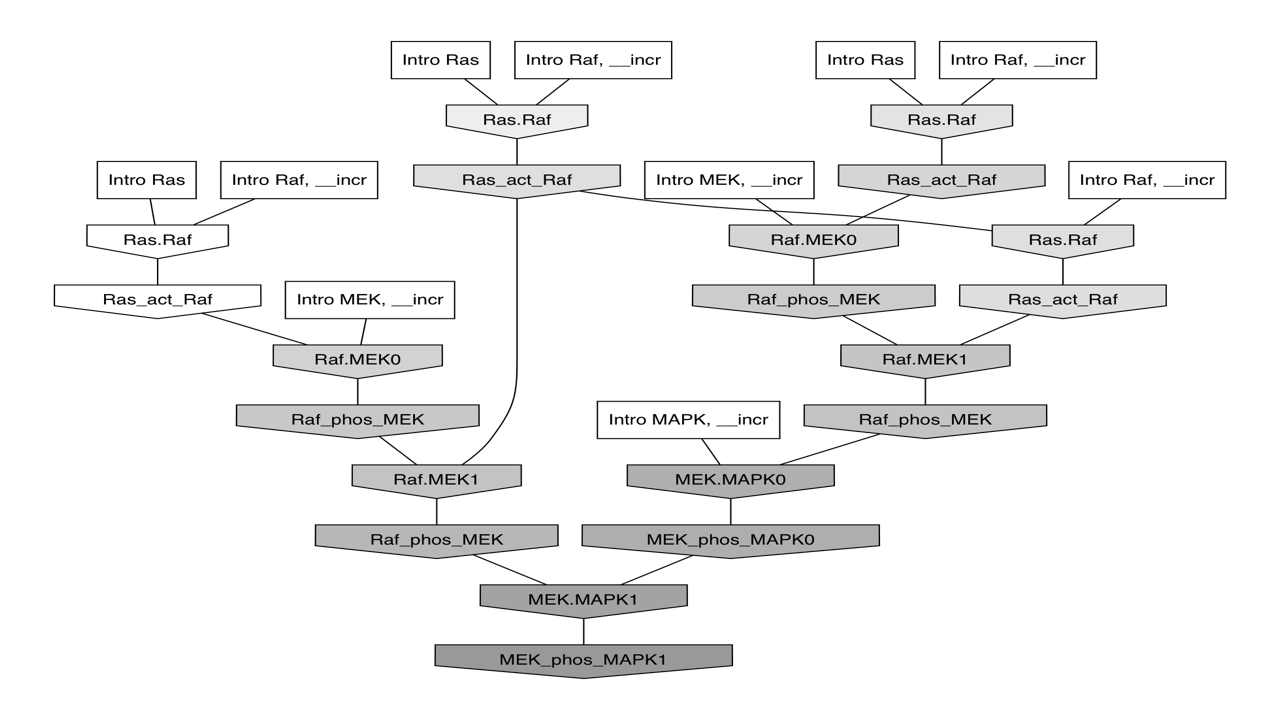 Intro Ras
Intro Raf, __incr
Intro Ras
Intro Raf, __incr
Ras.Raf
Ras.Raf
Intro Ras
Intro Raf, __incr
Ras_act_Raf
Intro MEK, __incr
Ras_act_Raf
Intro Raf, __incr
Ras.Raf
Raf.MEK0
Ras.Raf
Ras_act_Raf
Intro MEK, __incr
Raf_phos_MEK
Ras_act_Raf
Raf.MEK0
Raf.MEK1
Raf_phos_MEK
Intro MAPK, __incr
Raf_phos_MEK
Raf.MEK1
MEK.MAPK0
Raf_phos_MEK
MEK_phos_MAPK0
MEK.MAPK1
MEK_phos_MAPK1